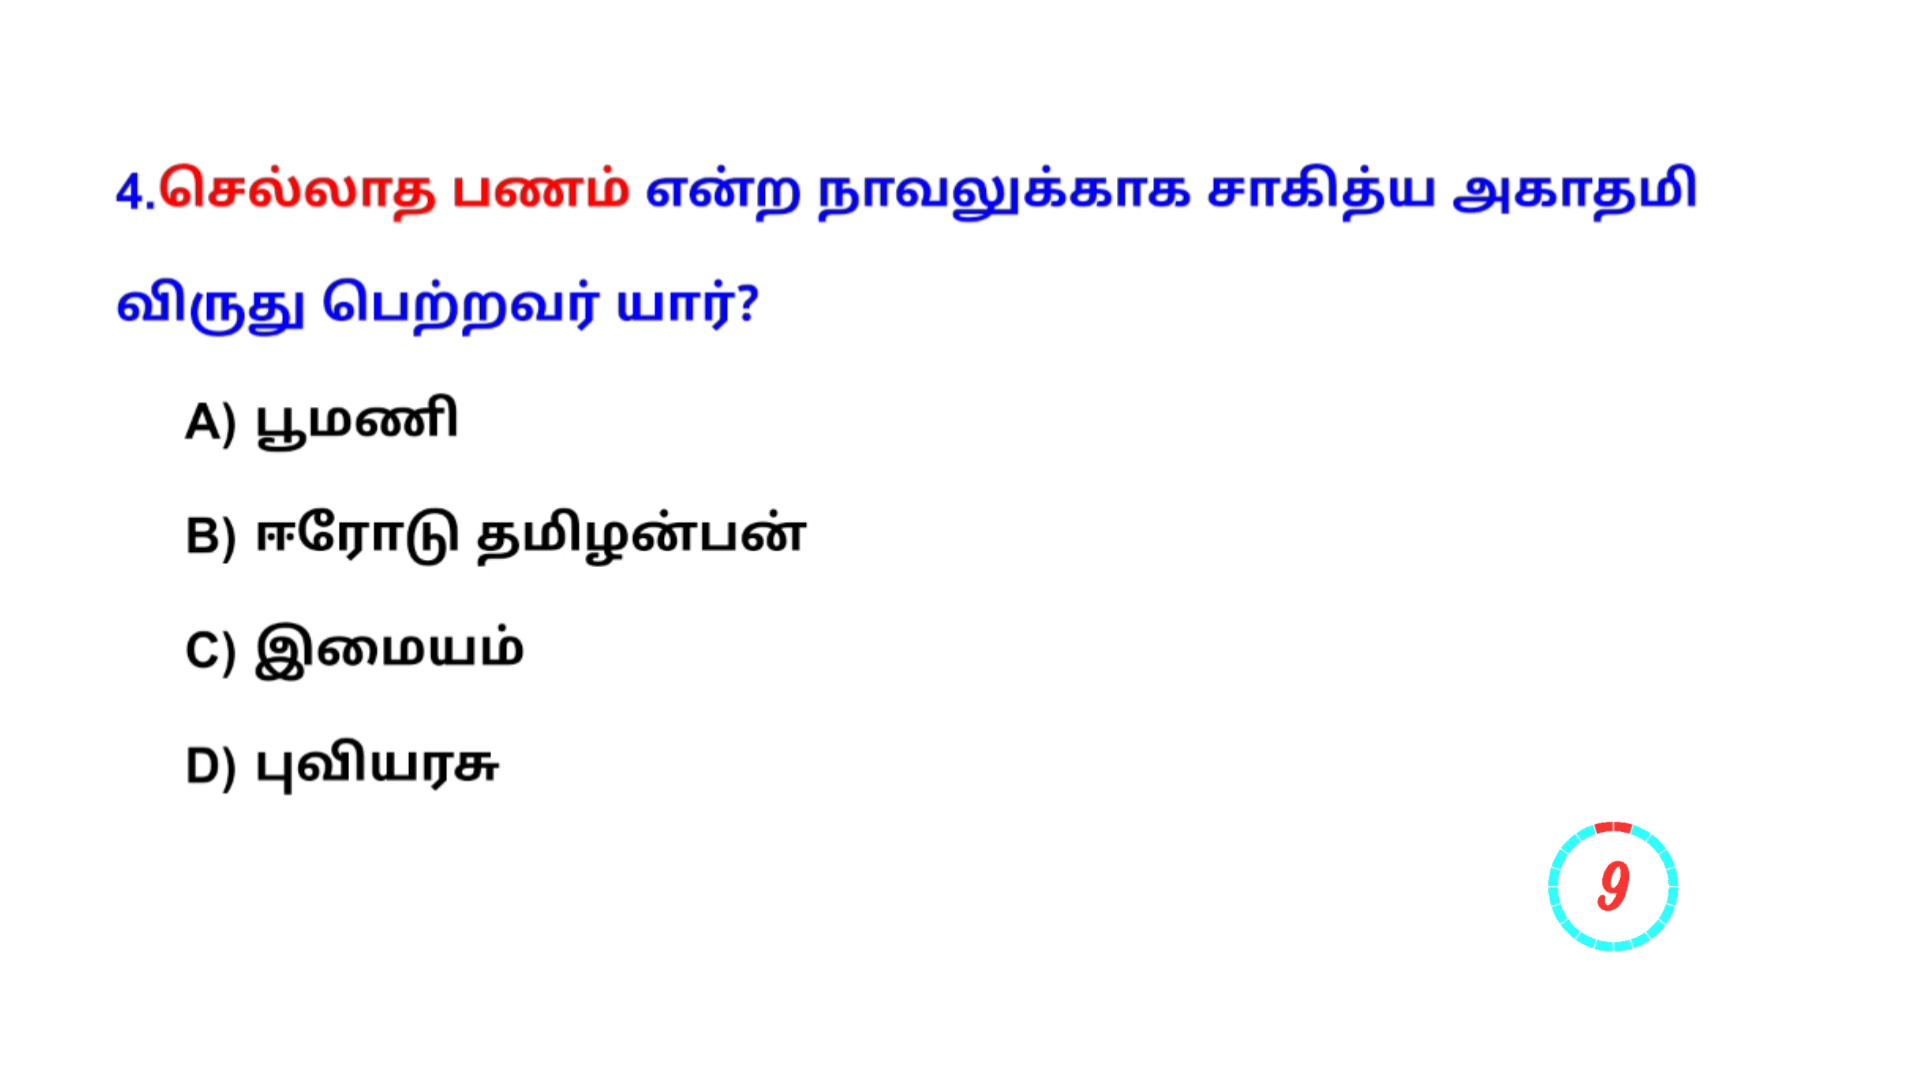 4.செல்லாத பணம் என்ற நாவலுக்காக சாகித்ய அகாதமி
விருது பெற்றவர் யார்?
A) பூமணி
B) ஈரோடு தமிழன்பன்
C) இமையம்
D) புவியரசு
9